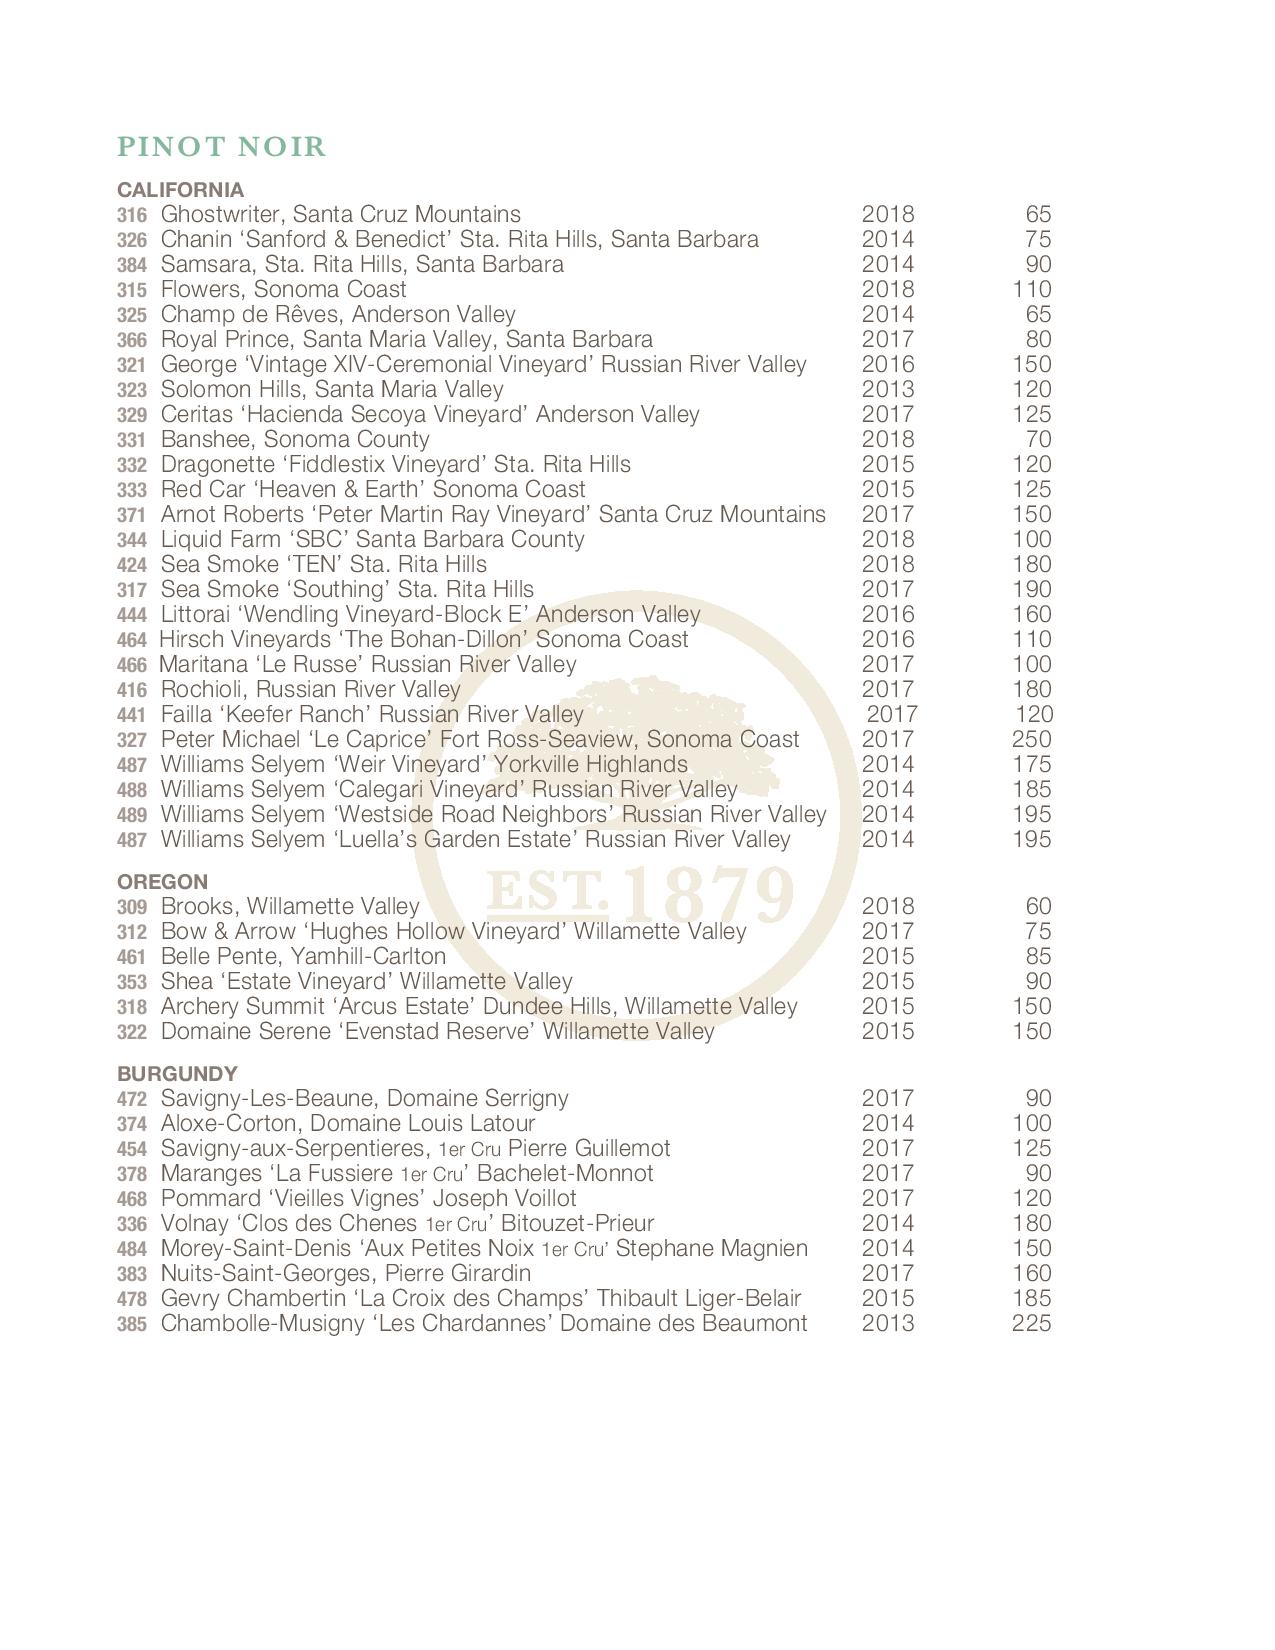 PINOT NOIR
CALIFORNIA
316 Ghostwriter, Santa Cruz Mountains 2018 65
326 Chanin ‘Sanford & Benedict’ Sta. Rita Hills, Santa Barbara 2014 75
384 Samsara, Sta. Rita Hills, Santa Barbara 2014 90
315 Flowers, Sonoma Coast 2018 110
325 Champ de Rêves, Anderson Valley 2014 65
366 Royal Prince, Santa Maria Valley, Santa Barbara 2017 80
321 George ‘Vintage XIV-Ceremonial Vineyard’ Russian River Valley 2016 150
323 Solomon Hills, Santa Maria Valley 2013 120
329 Ceritas ‘Hacienda Secoya Vineyard’ Anderson Valley 2017 125
331 Banshee, Sonoma County 2018 70
332 Dragonette ‘Fiddlestix Vineyard’ Sta. Rita Hills 2015 120
333 Red Car ‘Heaven & Earth’ Sonoma Coast 2015 125
371 Arnot Roberts ‘Peter Martin Ray Vineyard’ Santa Cruz Mountains 2017 150
344 Liquid Farm ‘SBC’ Santa Barbara County 2018 100
424 Sea Smoke ‘TEN’ Sta. Rita Hills 2018 180
317 Sea Smoke ‘Southing’ Sta. Rita Hills 2017 190
444 Littorai ‘Wendling Vineyard-Block E’ Anderson Valley 2016 160
464 Hirsch Vineyards ‘The Bohan-Dillon’ Sonoma Coast 2016 110
466 Maritana ‘Le Russe’ Russian River Valley 2017 100
416 Rochioli, Russian River Valley 2017 180
441 Failla ‘Keefer Ranch’ Russian River Valley 2017 120
327 Peter Michael ‘Le Caprice’ Fort Ross-Seaview, Sonoma Coast 2017 250
487 Williams Selyem ‘Weir Vineyard’ Yorkville Highlands 2014 175
488 Williams Selyem ‘Calegari Vineyard’ Russian River Valley 2014 185
489 Williams Selyem ‘Westside Road Neighbors’ Russian River Valley 2014 195
487 Williams Selyem ‘Luella’s Garden Estate’ Russian River Valley 2014 195
EST. 1879
OREGON
309 Brooks, Willamette Valley 2018 60
312 Bow & Arrow ‘Hughes Hollow Vineyard’ Willamette Valley 2017 75
461 Belle Pente, Yamhill-Carlton 2015 85
353 Shea ‘Estate Vineyard’ Willamette Valley 2015 90
318 Archery Summit ‘Arcus Estate’ Dundee Hills, Willamette Valley 2015 150
322 Domaine Serene ‘Evenstad Reserve’ Willamette Valley 2015 150
BURGUNDY
472 Savigny-Les-Beaune, Domaine Serrigny 2017 90
374 Aloxe-Corton, Domaine Louis Latour 2014 100
454 Savigny-aux-Serpentieres, 1er Cru Pierre Guillemot 2017 125
378 Maranges ‘La Fussiere 1er Cru’ Bachelet-Monnot 2017 90
468 Pommard ‘Vieilles Vignes’ Joseph Voillot 2017 120
336 Volnay ‘Clos des Chenes 1er Cru’ Bitouzet-Prieur 2014 180
484 Morey-Saint-Denis ‘Aux Petites Noix 1er Cru’ Stephane Magnien 2014 150
383 Nuits-Saint-Georges, Pierre Girardin 2017 160
478 Gevry Chambertin ‘La Croix des Champs’ Thibault Liger-Belair 2015 185
385 Chambolle-Musigny ‘Les Chardannes’ Domaine des Beaumont 2013 225